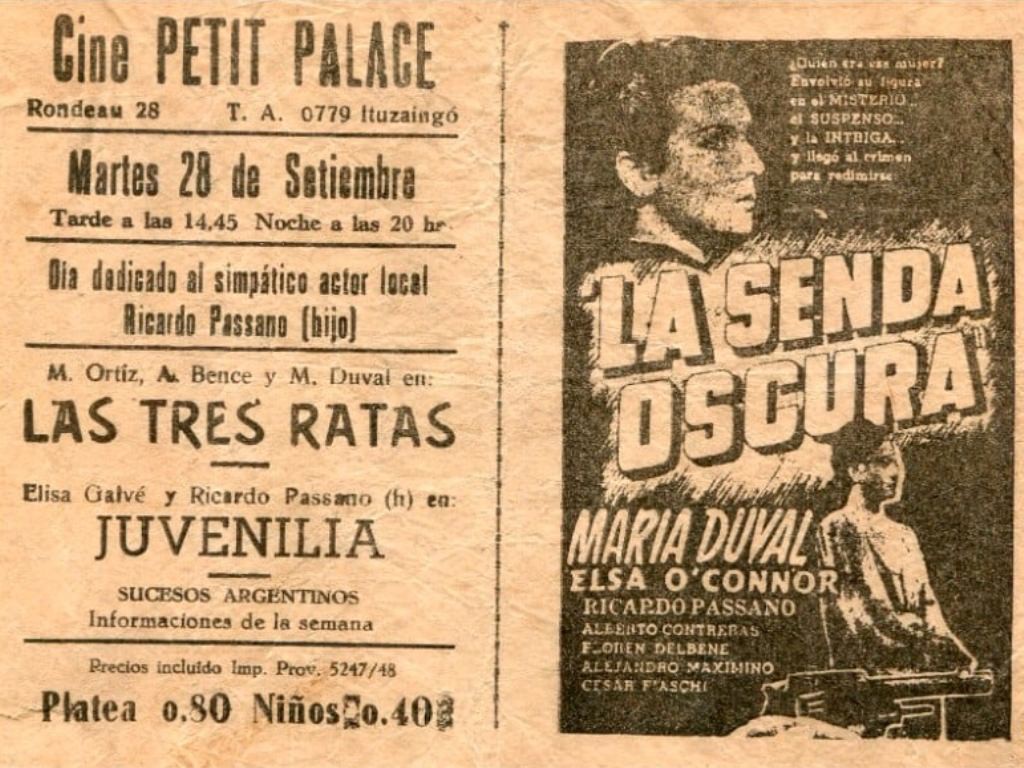 Cine PETIT PALACE
Rondeau 28 T. A. 0779 Ituzaingó
Martes 28 de Setiembre
Tarde a las 14,45 Noche a las 20 hr.
Dia dedicado al simpático actor local
Ricardo Passano (hijo)
M. Ortiz, A. Bence y M. Duval en:
LAS TRES RATAS
Elisa Galvé y Ricardo Passano (h) en:
JUVENILIA
SUCESOS ARGENTINOS
Informaciones de la semana
Precios incluído Imp. Prov. 5247/48
Platea 0.80 Niños 0.40
¿Quién era esa mujer?
Envolvió su figura
en el MISTERIO...
el SUSPENSO...
y la INTRIGA...
y llegó al crimen
para redimirse
LA SENDA
OSCURA
MARIA DUVAL
ELSA O'CONNOR
RICARDO PASSANO
ALBERTO CONTRERAS
FLOREN DELBENE
ALEJANDRO MAXIMINO
CESAR FIASCHI